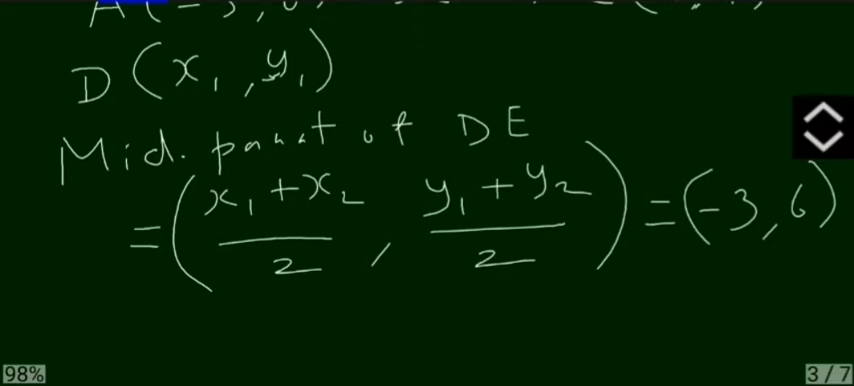 D (x₁, y₁)
Mid. point of DE
= (x₁+x₂/2, y₁+y₂/2) = (-3, 6)
98%
3 / 7